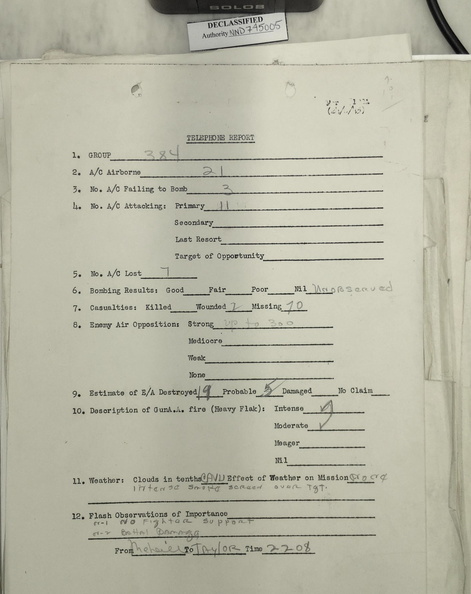 SOLOS
DECLASSIFIED
Authority NND745005
TELEPHONE REPORT
1. GROUP 384
2. A/C Airborne 21
3. No. A/C Failing to Bomb 3
4. No. A/C Attacking: Primary 11
Secondary
Last Resort
Target of Opportunity
5. No. A/C Lost 7
6. Bombing Results: Good Fair Poor Nil Unobserved
7. Casualties: Killed Wounded 2 Missing 70
8. Enemy Air Opposition: Strong up to 300
Mediocre
Weak
None
9. Estimate of E/A Destroyed 19 Probable 5 Damaged No Claim
10. Description of GunA.A. fire (Heavy Flak): Intense
Moderate
Meager
Nil
11. Weather: Clouds in tenths CAVU Effect of Weather on Mission None
intense smoke screen over Tgt.
12. Flash Observations of Importance
No Fighter Support
Battal Damage
From To Taylor Time 2208